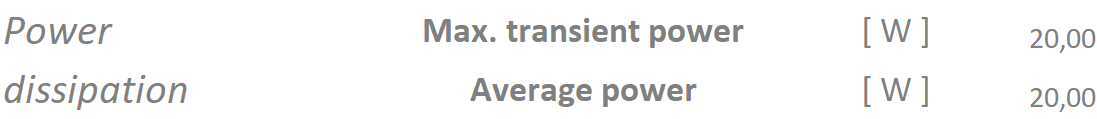 Power Max. transient power [ W ] 20,00
dissipation Average power [ W ] 20,00